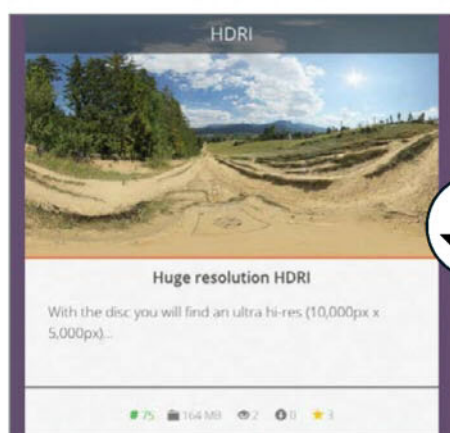 HDRI
Huge resolution HDRI
With the disc you will find an ultra hi-res (10,000px x
5,000px)...
#75 164 MB 2 0 3